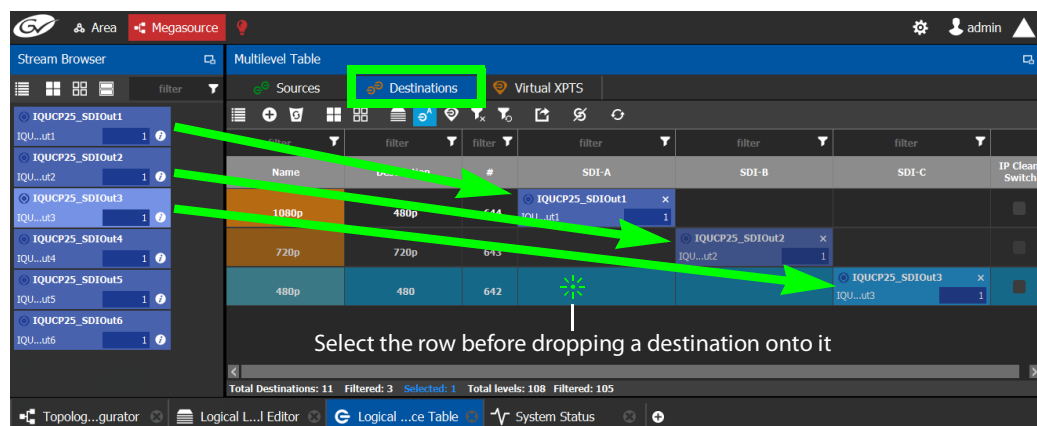 GV Area Megasource admin
Stream Browser
Multilevel Table
Sources Destinations Virtual XPTS
filter
filter filter filter filter filter filter
Name # SDI-A SDI-B SDI-C IP Clean
Switch
IQUCP25_SDIOut1
IQU...ut1 1
IQUCP25_SDIOut2
IQU...ut2 1
IQUCP25_SDIOut3
IQU...ut3 1
IQUCP25_SDIOut4
IQU...ut4 1
IQUCP25_SDIOut5
IQU...ut5 1
IQUCP25_SDIOut6
IQU...ut6 1
1080p 480p 644 IQUCP25_SDIOut1 ×
IQU...ut1 1
720p 720p 643 IQUCP25_SDIOut2 ×
IQU...ut2 1
480p 480 642 IQUCP25_SDIOut3 ×
IQU...ut3 1
Select the row before dropping a destination onto it
Total Destinations: 11 Filtered: 3 Selected: 1 Total levels: 108 Filtered: 105
Topolog...gurator Logical L...l Editor Logical ...ce Table System Status